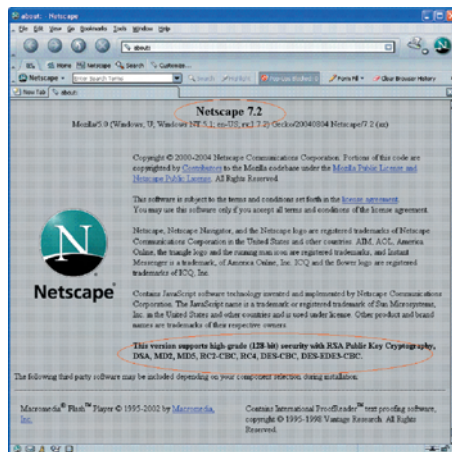 about: - Netscape
File Edit View Go Bookmarks Tools Window Help
about:
Home Netscape Search Customize...
Netscape Enter Search Terms Search Highlight Form Fill Clear Browser History
New Tab about:
Netscape 7.2
Mozilla/5.0 (Windows; U; Windows NT 5.1; en-US; rv:1.7.2) Gecko/20040804 Netscape/7.2 (ax)
Copyright © 2000-2004 Netscape Communications Corporation. Portions of this code are
copyrighted by Contributors to the Mozilla codebase under the Mozilla Public License and
Netscape Public License. All Rights Reserved.
This software is subject to the terms and conditions set forth in the license agreement.
You may use this software only if you accept all terms and conditions of the license agreement.
Netscape, Netscape Navigator, and the Netscape logo are registered trademarks of Netscape
Communications Corporation in the United States and other countries. AIM, AOL, America
Online, the triangle logo and the running man icon are registered trademarks, and Instant
Messenger is a trademark, of America Online, Inc. ICQ and the flower logo are registered
trademarks of ICQ, Inc.
N
Netscape®
Contains JavaScript software technology invented and implemented by Netscape Communications
Corporation. The JavaScript name is a trademark or registered trademark of Sun Microsystems,
Inc. in the United States and other countries and is used under license. Other product and brand
names are trademarks of their respective owners.
This version supports high-grade (128-bit) security with RSA Public Key Cryptography,
DSA, MD2, MD5, RC2-CBC, RC4, DES-CBC, DES-EDE3-CBC.
The following third party software may be included depending on your component selection during installation:
Macromedia® Flash™ Player © 1995-2002 by Macromedia,
Inc.
Contains International ProofReader™ text proofing software,
copyright © 1995-1998 Vantage Research. All Rights
Reserved.